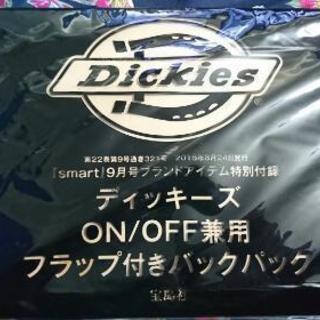 Dickies
第22巻第9号通巻321号 2016年8月24日発行
「smart」9月号ブランドアイテム特別付録
ディッキーズ
ON/OFF兼用
フラップ付きバックパック
宝島社